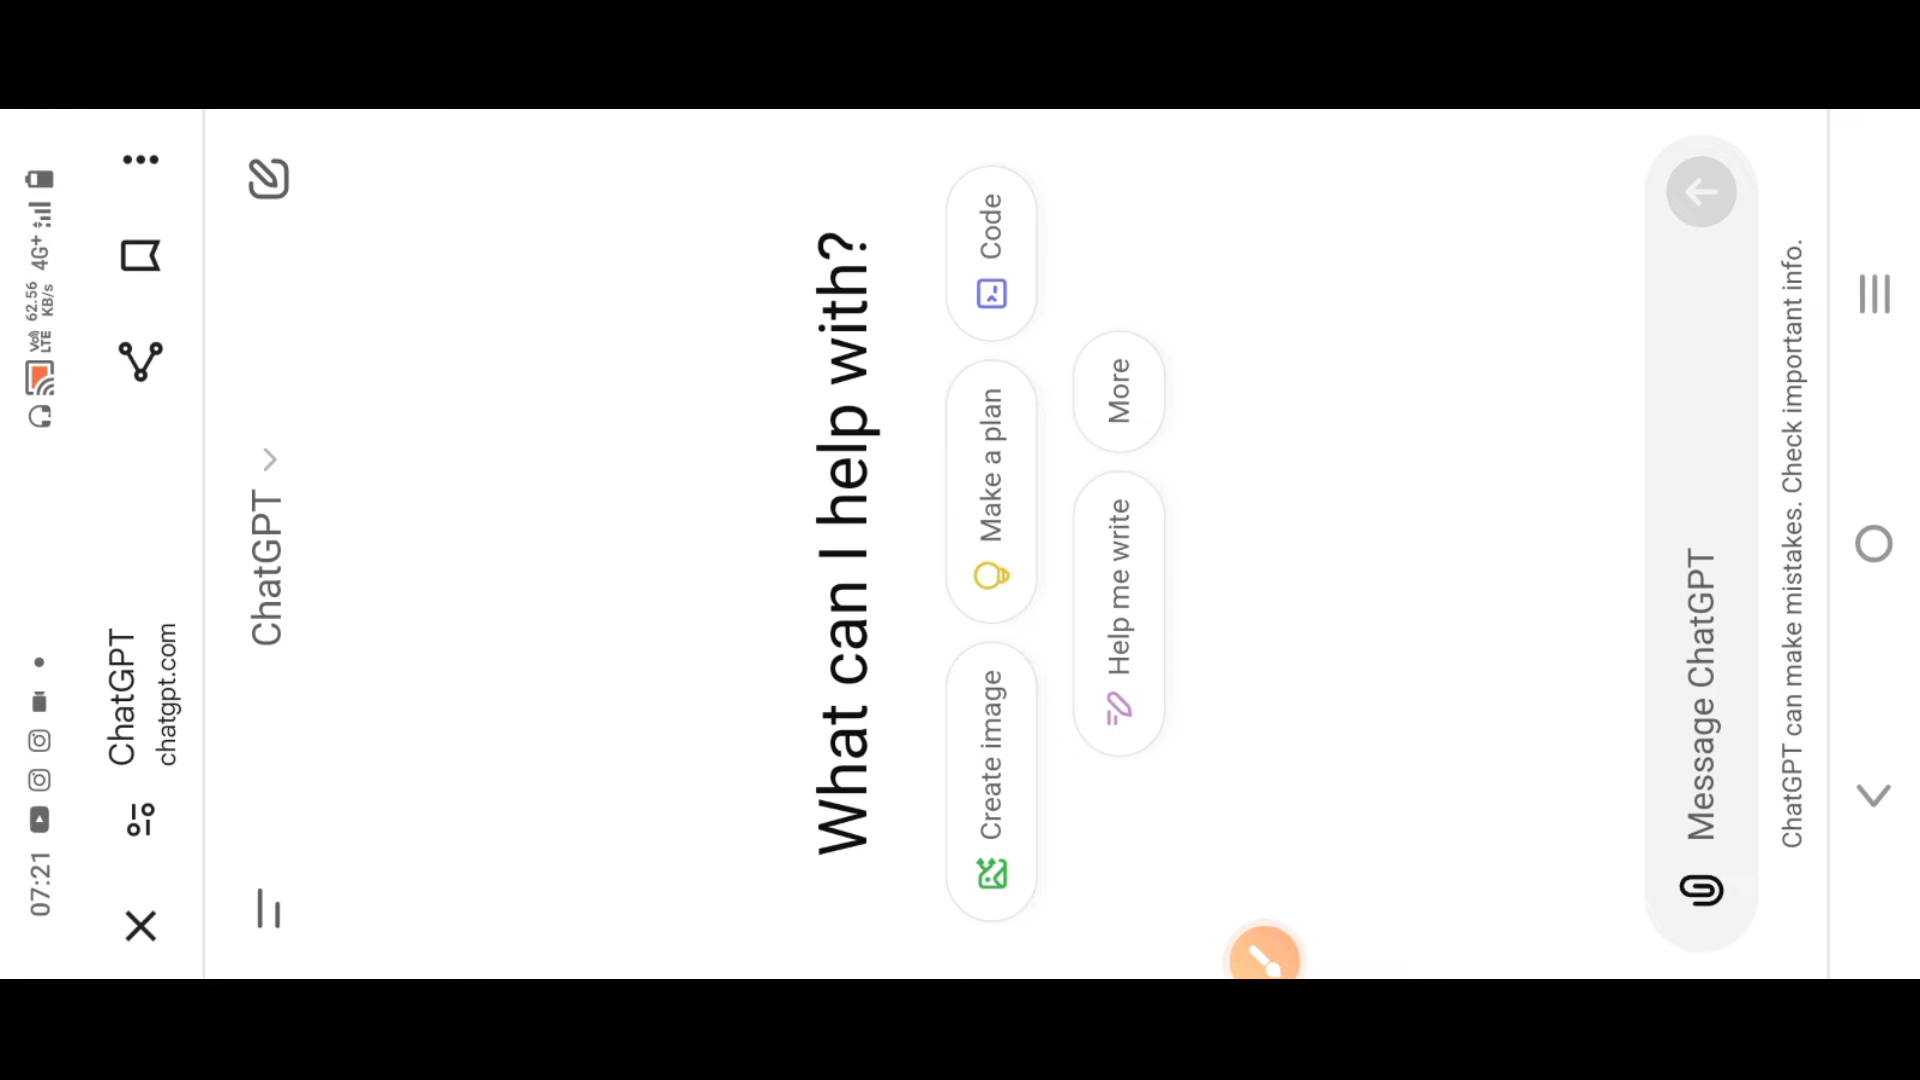 07:21 VoLTE 62.56 KB/s 4G+
ChatGPT
chatgpt.com
ChatGPT
What can I help with?
Create image
Make a plan
Code
Help me write
More
Message ChatGPT
ChatGPT can make mistakes. Check important info.